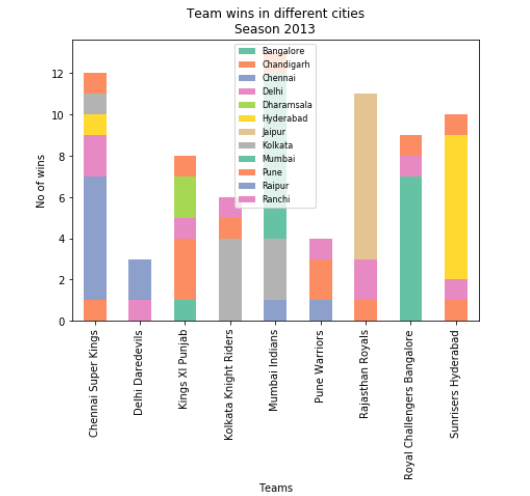 Team wins in different cities
Season 2013
No of wins
12
10
8
6
4
2
0
Bangalore
Chandigarh
Chennai
Delhi
Dharamsala
Hyderabad
Jaipur
Kolkata
Mumbai
Pune
Raipur
Ranchi
Chennai Super Kings
Delhi Daredevils
Kings XI Punjab
Kolkata Knight Riders
Mumbai Indians
Pune Warriors
Rajasthan Royals
Royal Challengers Bangalore
Sunrisers Hyderabad
Teams